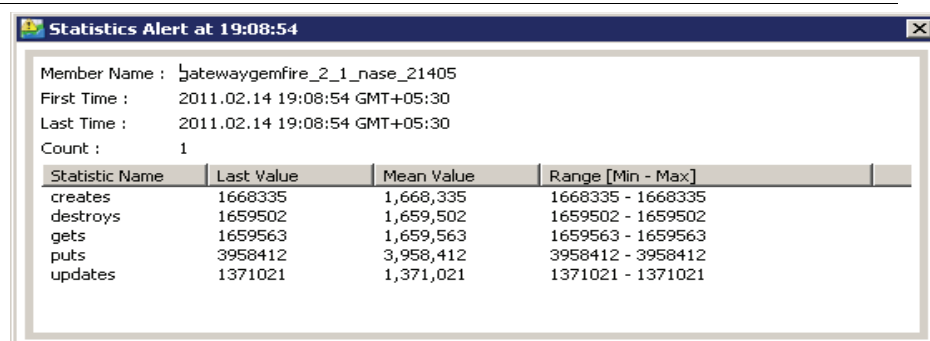 Statistics Alert at 19:08:54
Member Name : gatewaygemfire_2_1_nase_21405
First Time : 2011.02.14 19:08:54 GMT+05:30
Last Time : 2011.02.14 19:08:54 GMT+05:30
Count : 1
Statistic Name Last Value Mean Value Range [Min - Max]
creates 1668335 1,668,335 1668335 - 1668335
destroys 1659502 1,659,502 1659502 - 1659502
gets 1659563 1,659,563 1659563 - 1659563
puts 3958412 3,958,412 3958412 - 3958412
updates 1371021 1,371,021 1371021 - 1371021